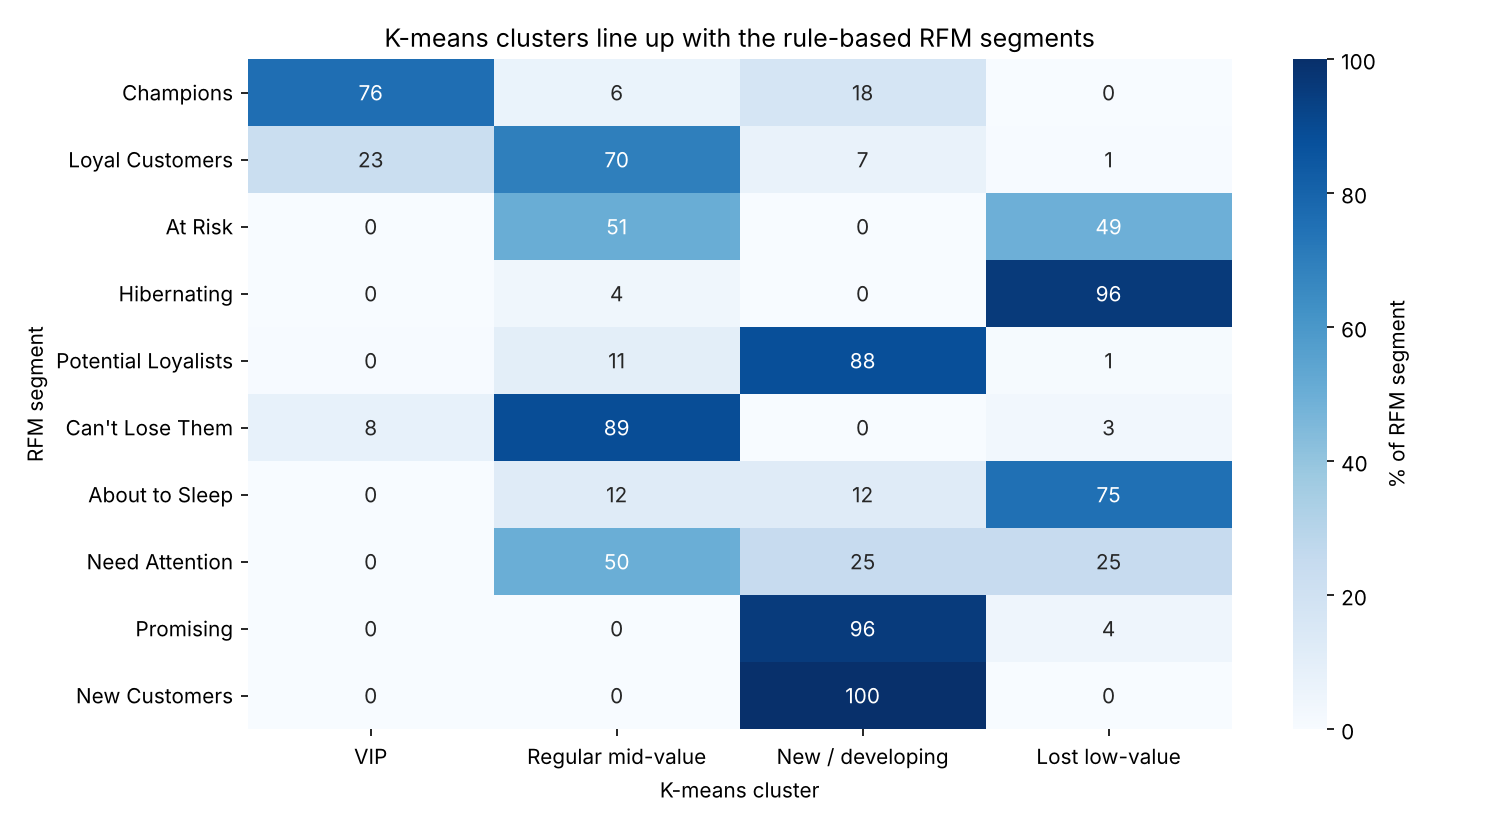 K-means clusters line up with the rule-based RFM segments
Champions 76 6 18 0
Loyal Customers 23 70 7 1
At Risk 0 51 0 49
Hibernating 0 4 0 96
Potential Loyalists 0 11 88 1
Can't Lose Them 8 89 0 3
About to Sleep 0 12 12 75
Need Attention 0 50 25 25
Promising 0 0 96 4
New Customers 0 0 100 0
VIP Regular mid-value New / developing Lost low-value
K-means cluster
RFM segment
100
80
60
40
20
0
% of RFM segment